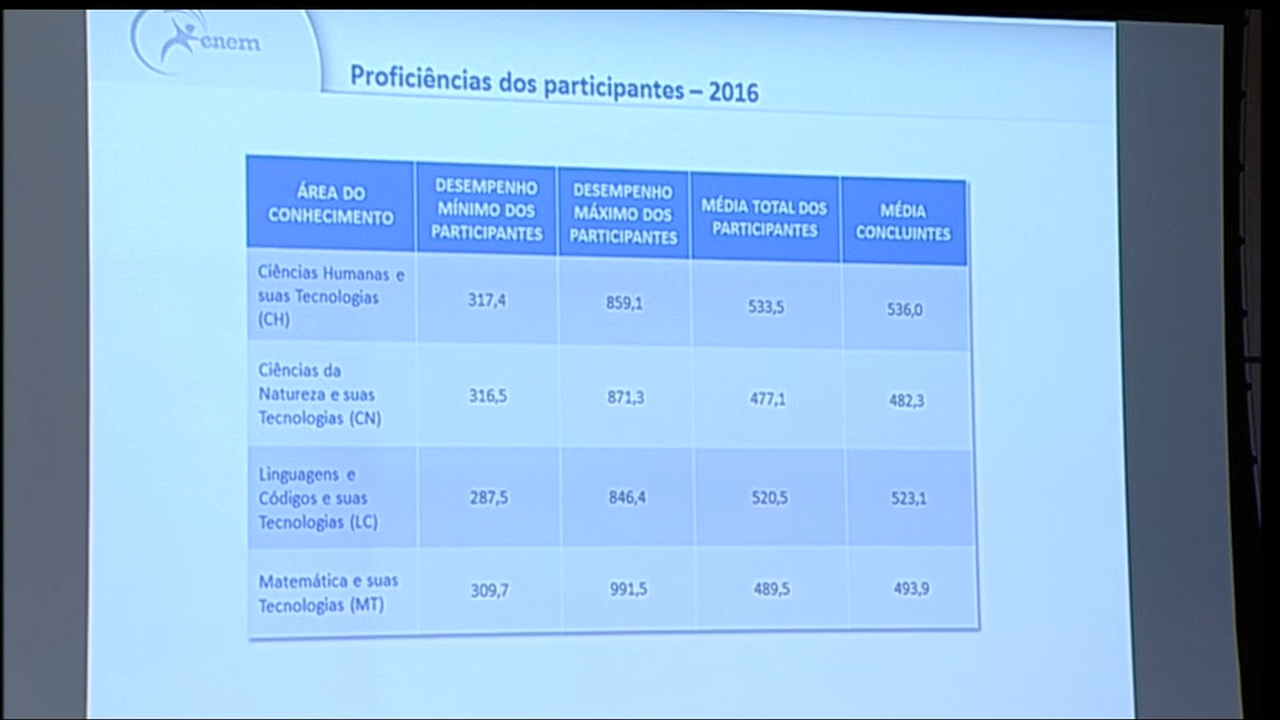 enem
Proficiências dos participantes – 2016
ÁREA DO
CONHECIMENTO
DESEMPENHO
MÍNIMO DOS
PARTICIPANTES
DESEMPENHO
MÁXIMO DOS
PARTICIPANTES
MÉDIA TOTAL DOS
PARTICIPANTES
MÉDIA
CONCLUINTES
Ciências Humanas e
suas Tecnologias
(CH)
317,4
859,1
533,5
536,0
Ciências da
Natureza e suas
Tecnologias (CN)
316,5
871,3
477,1
482,3
Linguagens e
Códigos e suas
Tecnologias (LC)
287,5
846,4
520,5
523,1
Matemática e suas
Tecnologias (MT)
309,7
991,5
489,5
493,9